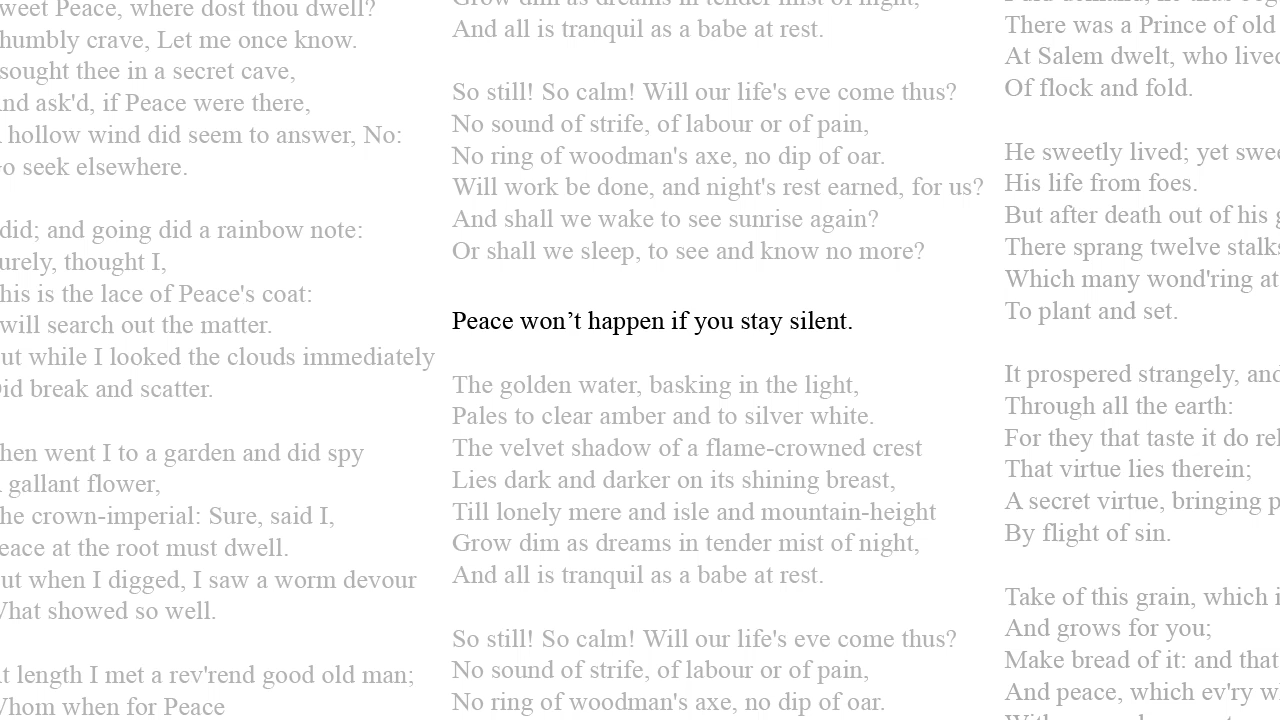 weet Peace, where dost thou dwell?
humbly crave, Let me once know.
sought thee in a secret cave,
nd ask'd, if Peace were there,
hollow wind did seem to answer, No:
o seek elsewhere.
did; and going did a rainbow note:
urely, thought I,
his is the lace of Peace's coat:
will search out the matter.
ut while I looked the clouds immediately
id break and scatter.
hen went I to a garden and did spy
gallant flower,
he crown-imperial: Sure, said I,
eace at the root must dwell.
ut when I digged, I saw a worm devour
What showed so well.
t length I met a rev'rend good old man;
Whom when for Peace
Grow dim as dreams in tender mist of night,
And all is tranquil as a babe at rest.
So still! So calm! Will our life's eve come thus?
No sound of strife, of labour or of pain,
No ring of woodman's axe, no dip of oar.
Will work be done, and night's rest earned, for us?
And shall we wake to see sunrise again?
Or shall we sleep, to see and know no more?
Peace won’t happen if you stay silent.
The golden water, basking in the light,
Pales to clear amber and to silver white.
The velvet shadow of a flame-crowned crest
Lies dark and darker on its shining breast,
Till lonely mere and isle and mountain-height
Grow dim as dreams in tender mist of night,
And all is tranquil as a babe at rest.
So still! So calm! Will our life's eve come thus?
No sound of strife, of labour or of pain,
No ring of woodman's axe, no dip of oar.
There was a Prince of old
At Salem dwelt, who lived
Of flock and fold.
He sweetly lived; yet swee
His life from foes.
But after death out of his g
There sprang twelve stalks
Which many wond'ring at
To plant and set.
It prospered strangely, and
Through all the earth:
For they that taste it do rel
That virtue lies therein;
A secret virtue, bringing p
By flight of sin.
Take of this grain, which i
And grows for you;
Make bread of it: and that
And peace, which ev'ry w